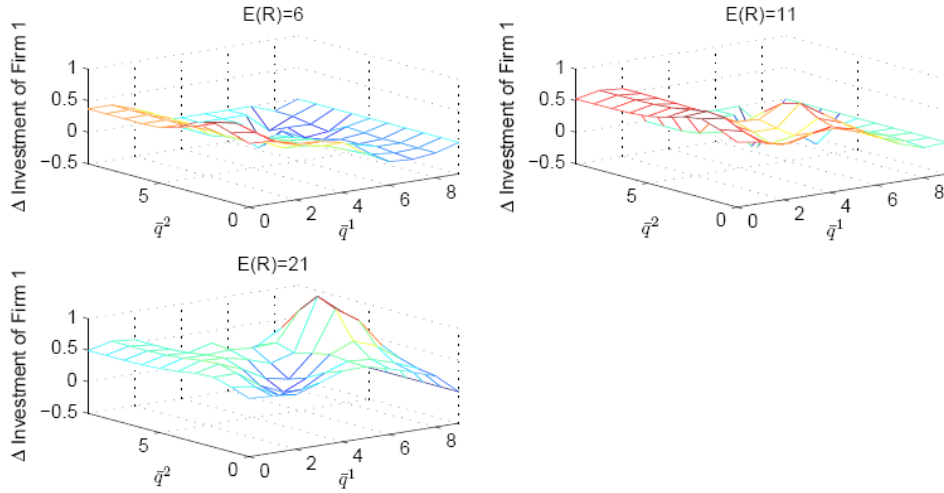 E(R)=6
Δ Investment of Firm 1
1
0.5
0
−0.5
5
0
q̄²
0
2
4
6
8
q̄¹
E(R)=11
Δ Investment of Firm 1
1
0.5
0
−0.5
5
0
q̄²
0
2
4
6
8
q̄¹
E(R)=21
Δ Investment of Firm 1
1
0.5
0
−0.5
5
0
q̄²
0
2
4
6
8
q̄¹